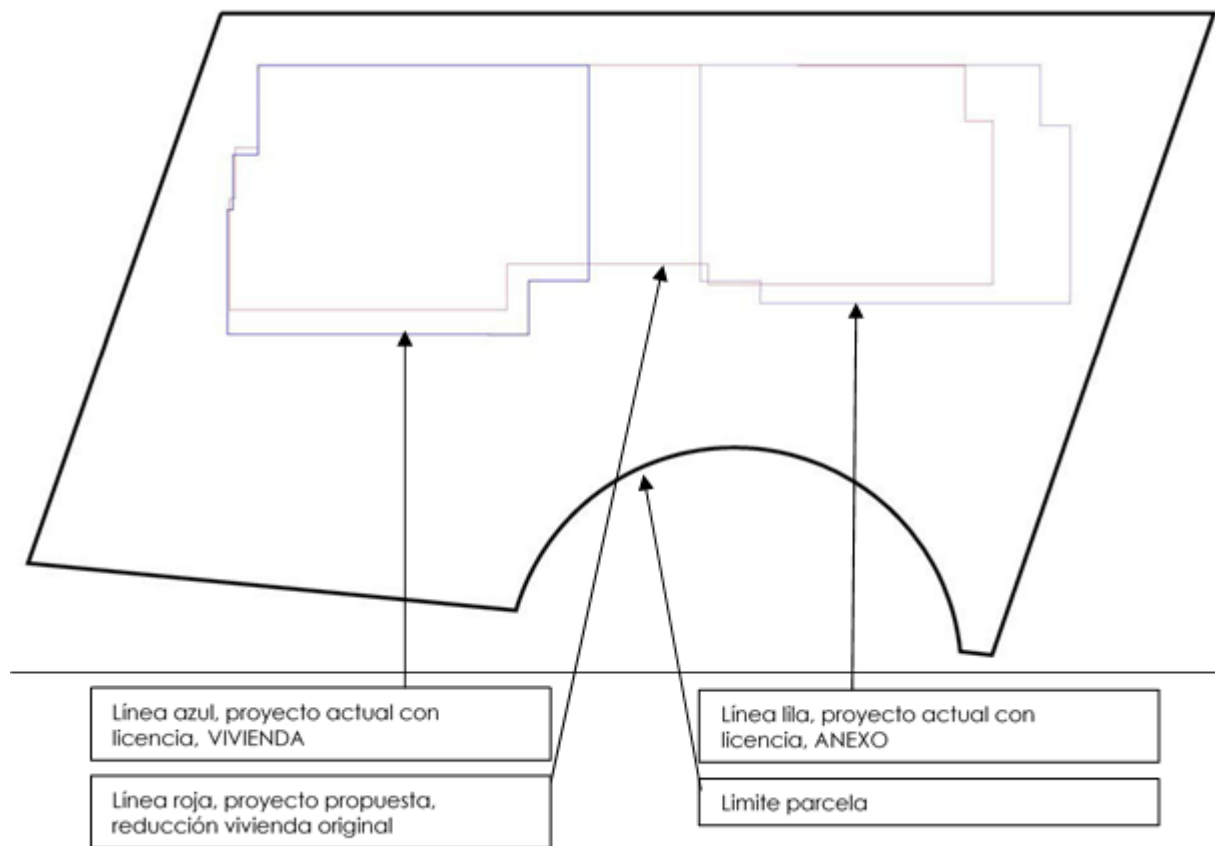 Línea azul, proyecto actual con
licencia, VIVIENDA
Línea roja, proyecto propuesta,
reducción vivienda original
Línea lila, proyecto actual con
licencia, ANEXO
Limite parcela